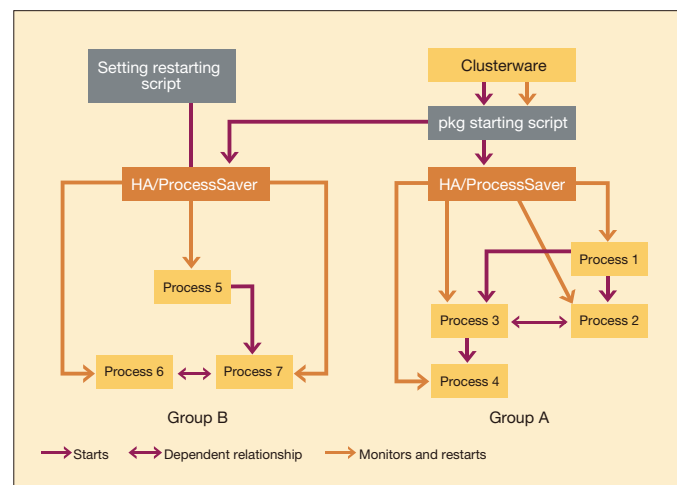 Setting restarting
script
Clusterware
pkg starting script
HA/ProcessSaver
HA/ProcessSaver
Process 1
Process 5
Process 3
Process 2
Process 6
Process 7
Process 4
Group B
Group A
Starts
Dependent relationship
Monitors and restarts